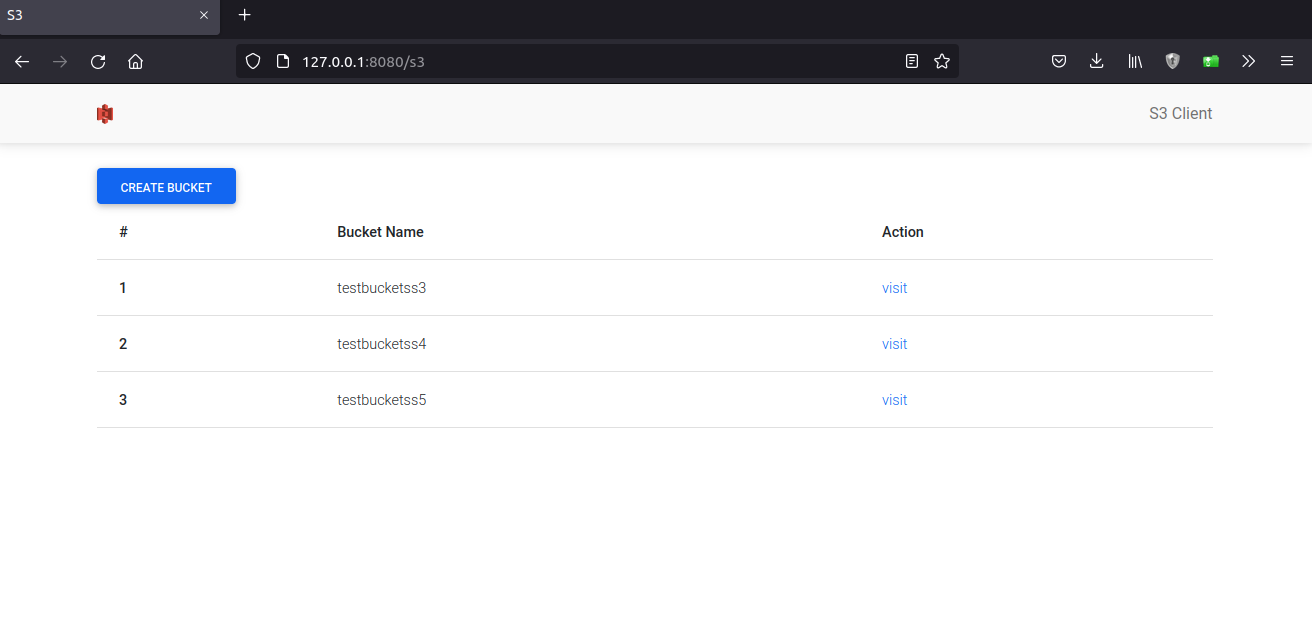 S3
127.0.0.1:8080/s3
S3 Client
CREATE BUCKET
# Bucket Name Action
1 testbucketss3 visit
2 testbucketss4 visit
3 testbucketss5 visit